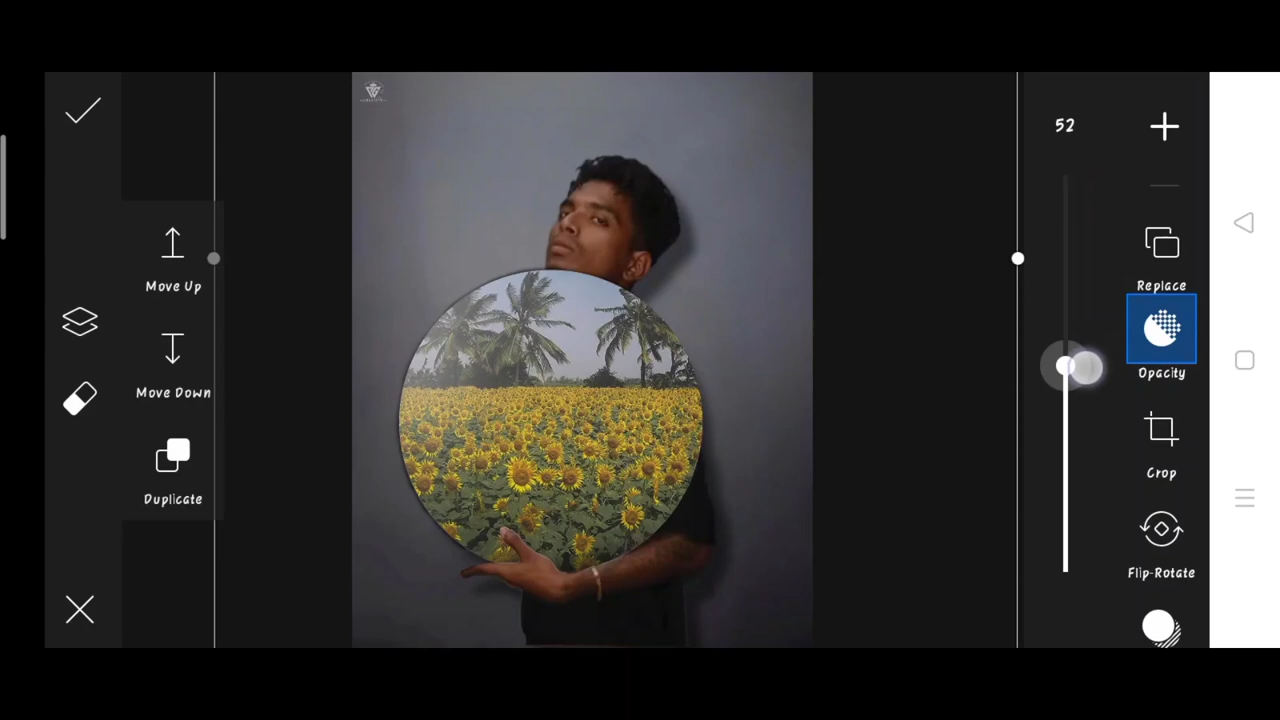 52
Move Up
Replace
Move Down
Opacity
Crop
Duplicate
Flip-Rotate